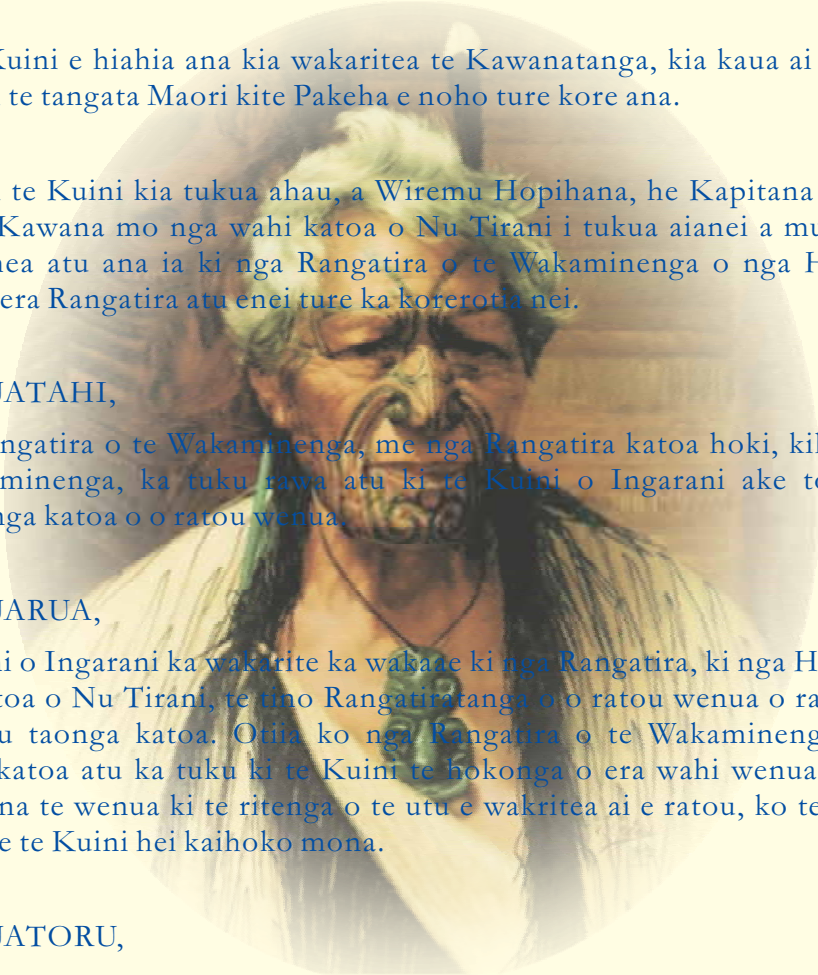 Kuini e hiahia ana kia wakaritea te Kawanatanga, kia kaua ai
te tangata Maori kite Pakeha e noho ture kore ana.
te Kuini kia tukua ahau, a Wiremu Hopihana, he Kapitana
Kawana mo nga wahi katoa o Nu Tirani i tukua aianei a mu
mea atu ana ia ki nga Rangatira o te Wakaminenga o nga H
era Rangatira atu enei ture ka korerotia nei.
UATAHI,
ngatira o te Wakaminenga, me nga Rangatira katoa hoki, kih
minenga, ka tuku rawa atu ki te Kuini o Ingarani ake to
nga katoa o o ratou wenua.
UARUA,
ni o Ingarani ka wakarite ka wakaae ki nga Rangatira, ki nga H
toa o Nu Tirani, te tino Rangatiratanga o o ratou wenua o ra
u taonga katoa. Otiia ko nga Rangatira o te Wakamineng
katoa atu ka tuku ki te Kuini te hokonga o era wahi wenua
na te wenua ki te ritenga o te utu e wakritea ai e ratou, ko te
e te Kuini hei kaihoko mona.
UATORU,